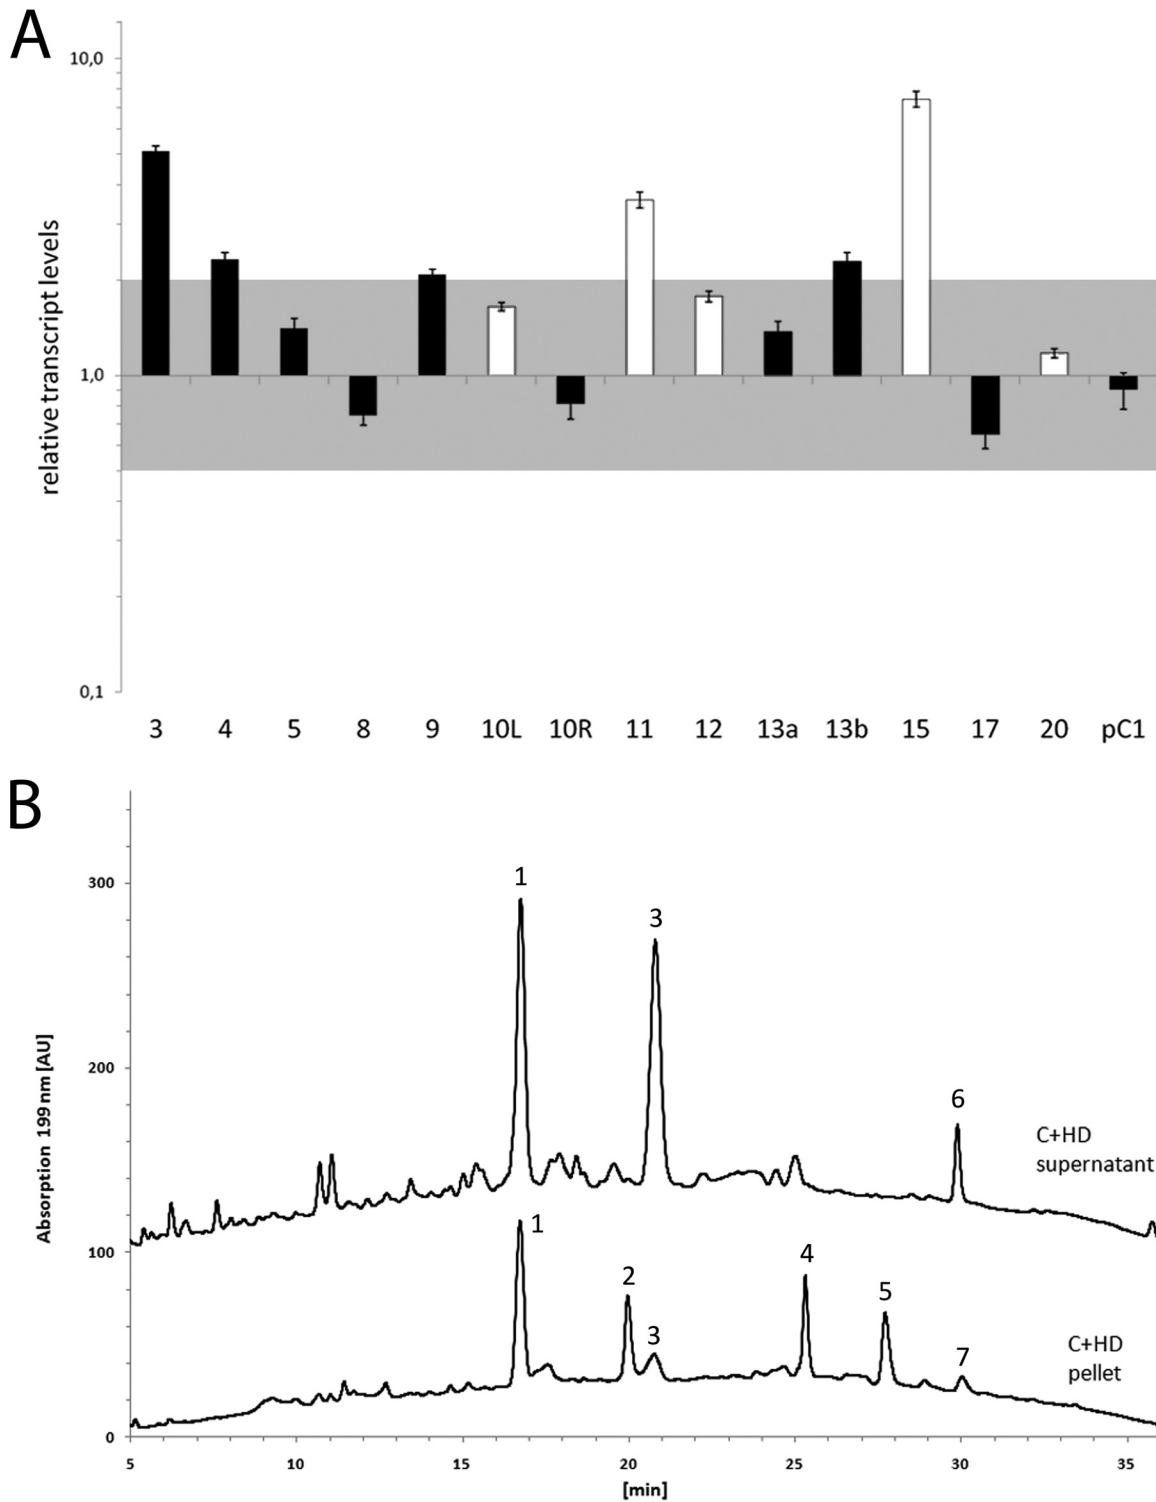 A
10,0
1,0
0,1
relative transcript levels
3 4 5 8 9 10L 10R 11 12 13a 13b 15 17 20 pC1
B
300
200
100
0
Absorption 199 nm [AU]
1
3
6
C+HD
supernatant
1
2
3
4
5
7
C+HD
pellet
5 10 15 20 25 30 35
[min]